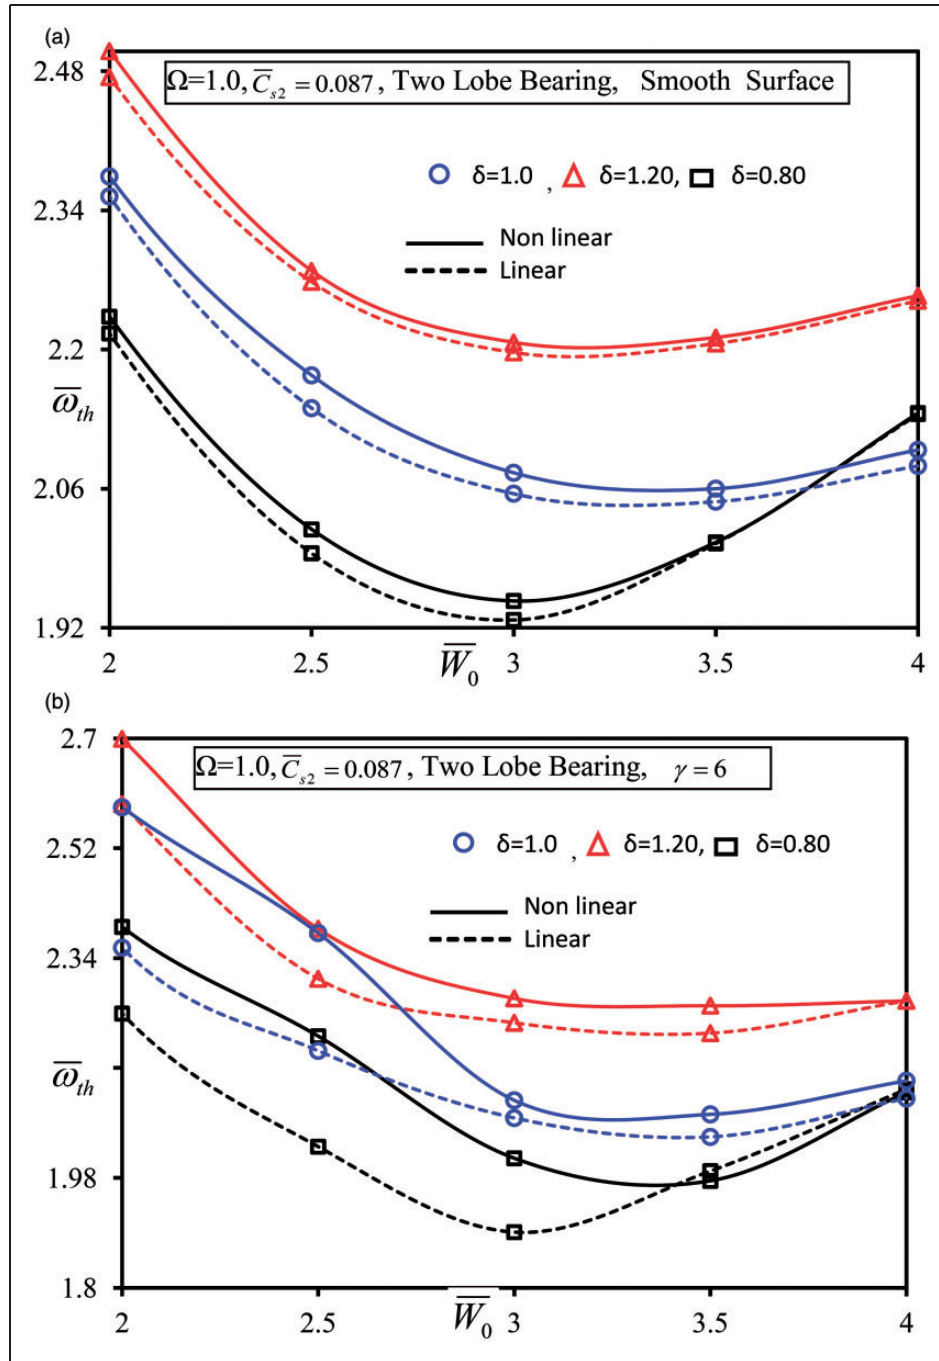 (a)
2.48
Ω=1.0, C̅s2 = 0.087, Two Lobe Bearing, Smooth Surface
δ=1.0 , δ=1.20, δ=0.80
2.34
Non linear
Linear
2.2
ω̅th
2.06
1.92
2 2.5 W̅0 3 3.5 4
(b)
2.7
Ω=1.0, C̅s2 = 0.087, Two Lobe Bearing, γ = 6
2.52
δ=1.0 , δ=1.20, δ=0.80
Non linear
Linear
2.34
ω̅th
1.98
1.8
2 2.5 W̅0 3 3.5 4